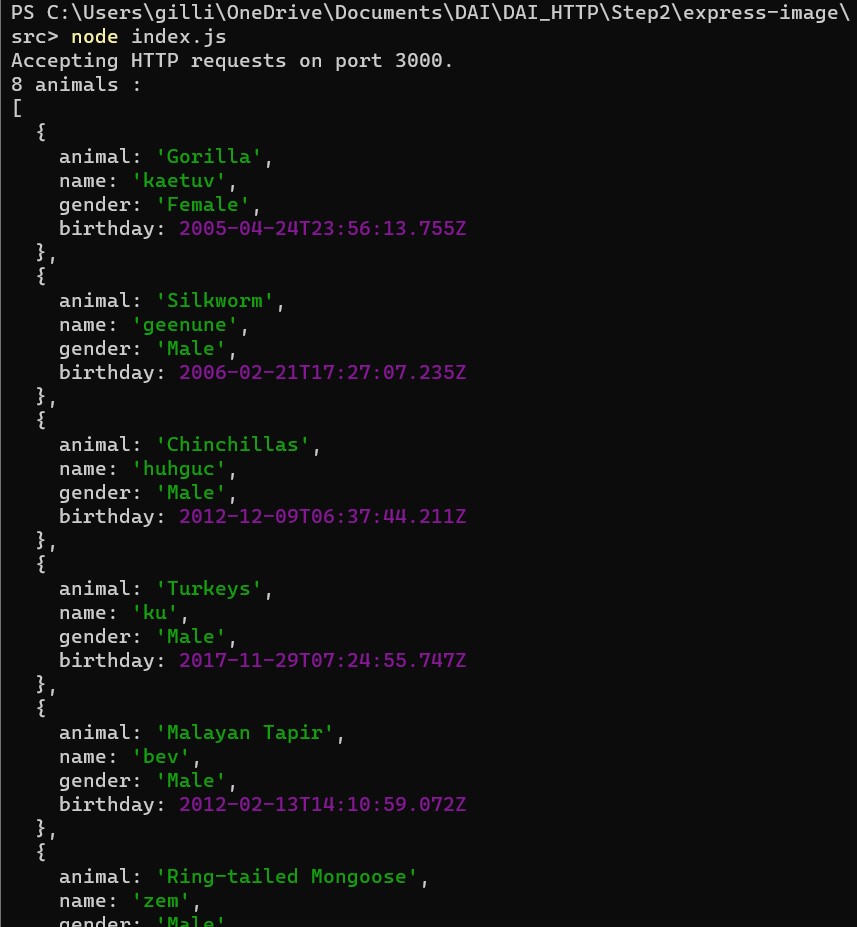 PS C:\Users\gilli\OneDrive\Documents\DAI\DAI_HTTP\Step2\express-image\
src> node index.js
Accepting HTTP requests on port 3000.
8 animals :
[
  {
    animal: 'Gorilla',
    name: 'kaetuv',
    gender: 'Female',
    birthday: 2005-04-24T23:56:13.755Z
  },
  {
    animal: 'Silkworm',
    name: 'geenune',
    gender: 'Male',
    birthday: 2006-02-21T17:27:07.235Z
  },
  {
    animal: 'Chinchillas',
    name: 'huhguc',
    gender: 'Male',
    birthday: 2012-12-09T06:37:44.211Z
  },
  {
    animal: 'Turkeys',
    name: 'ku',
    gender: 'Male',
    birthday: 2017-11-29T07:24:55.747Z
  },
  {
    animal: 'Malayan Tapir',
    name: 'bev',
    gender: 'Male',
    birthday: 2012-02-13T14:10:59.072Z
  },
  {
    animal: 'Ring-tailed Mongoose',
    name: 'zem',
    gender: 'Male',